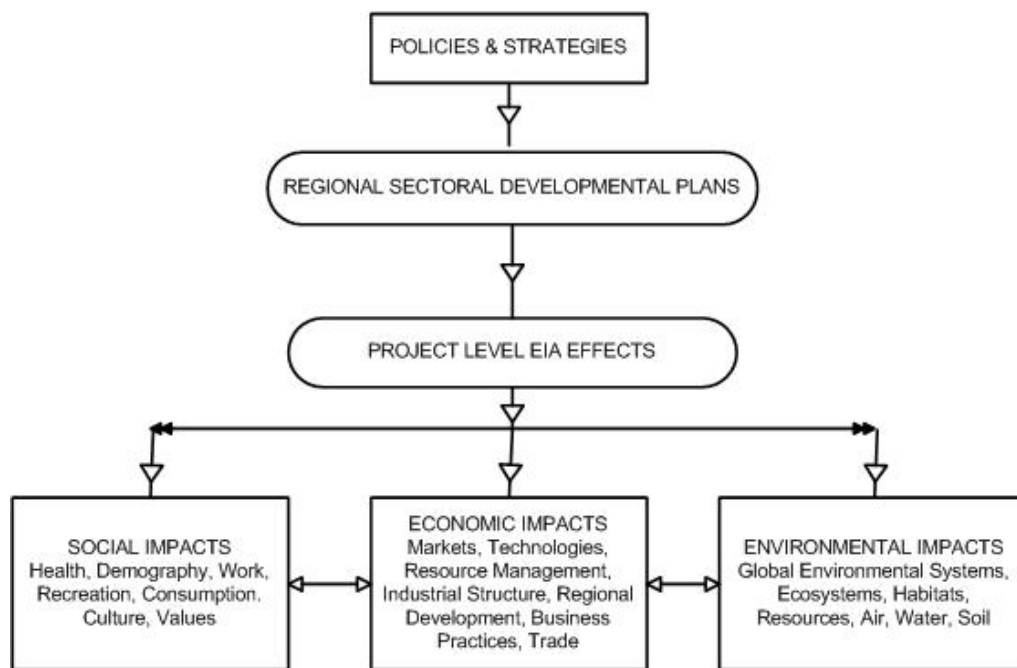 POLICIES & STRATEGIES
REGIONAL SECTORAL DEVELOPMENTAL PLANS
PROJECT LEVEL EIA EFFECTS
SOCIAL IMPACTS
Health, Demography, Work,
Recreation, Consumption.
Culture, Values
ECONOMIC IMPACTS
Markets, Technologies,
Resource Management,
Industrial Structure, Regional
Development, Business
Practices, Trade
ENVIRONMENTAL IMPACTS
Global Environmental Systems,
Ecosystems, Habitats,
Resources, Air, Water, Soil